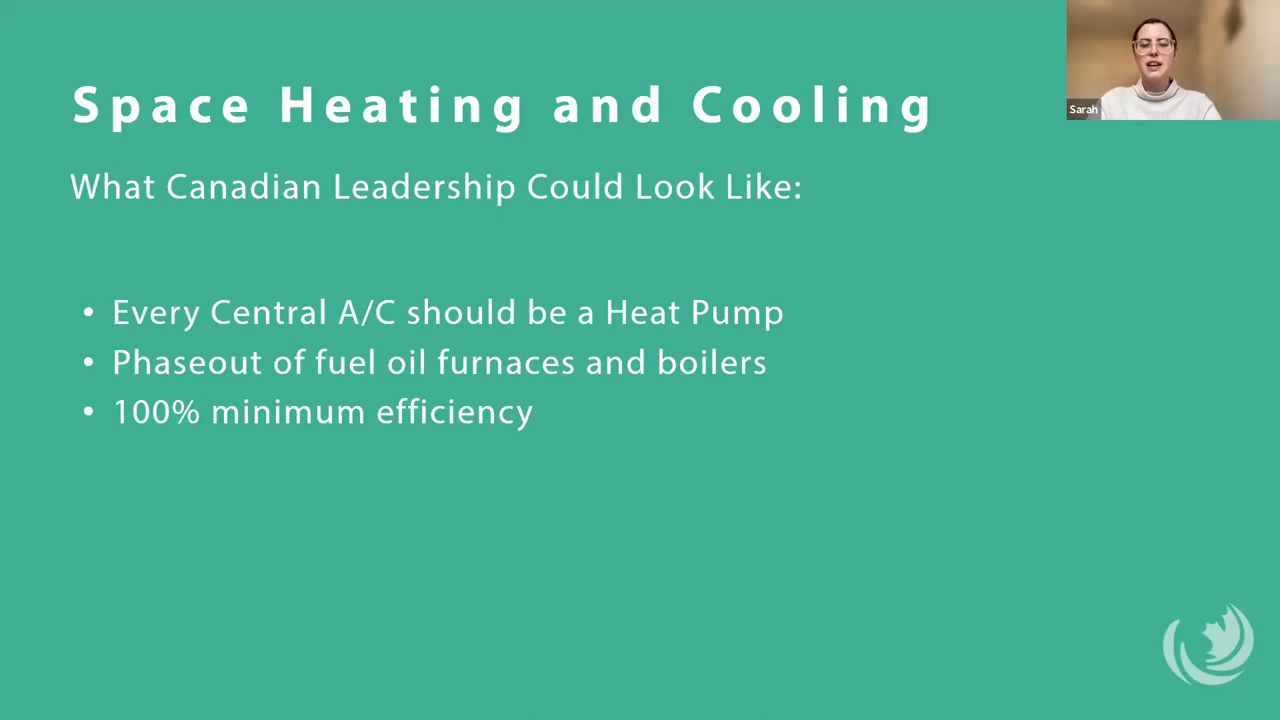 Space Heating and Cooling
What Canadian Leadership Could Look Like:
• Every Central A/C should be a Heat Pump
• Phaseout of fuel oil furnaces and boilers
• 100% minimum efficiency
Sarah